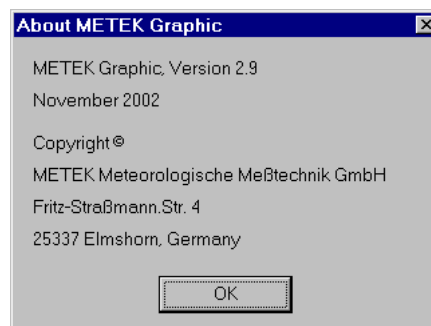 About METEK Graphic
METEK Graphic, Version 2.9
November 2002
Copyright ©
METEK Meteorologische Meßtechnik GmbH
Fritz-Straßmann.Str. 4
25337 Elmshorn, Germany
OK